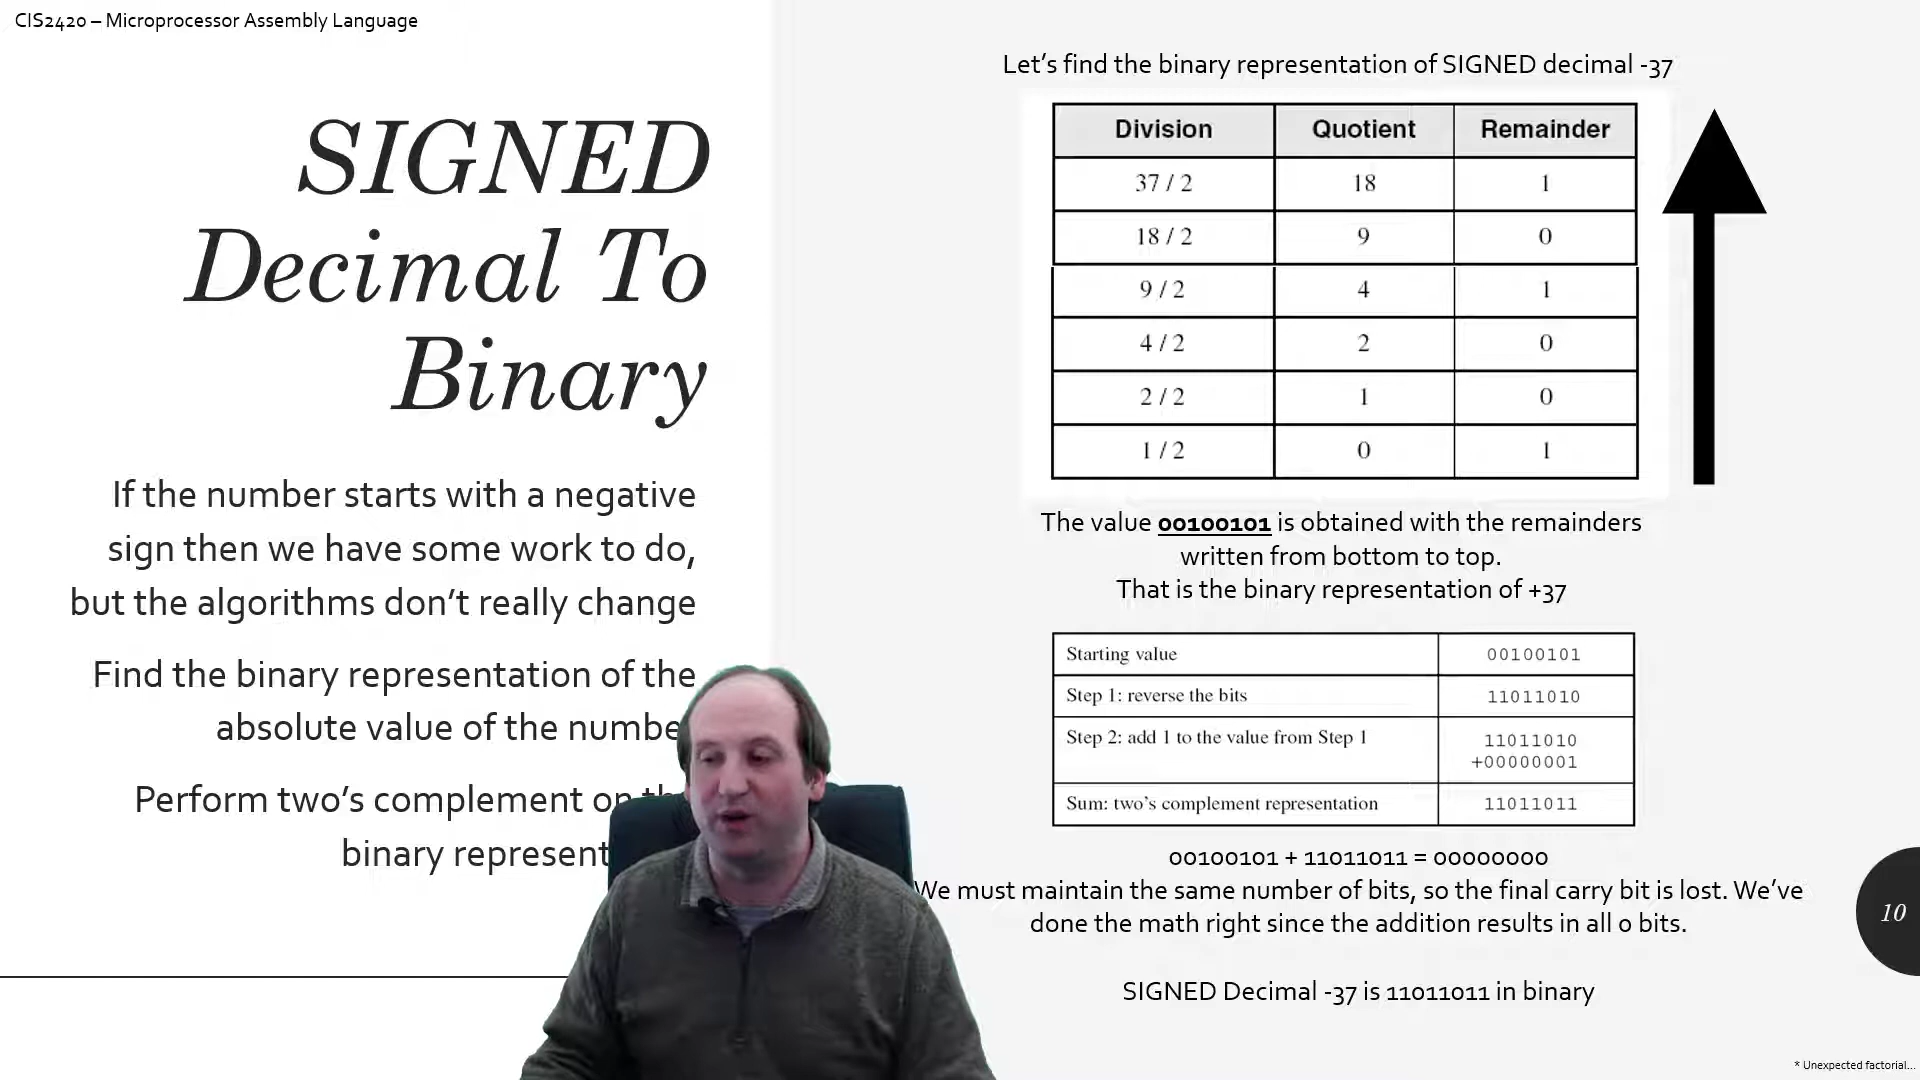 CIS2420 – Microprocessor Assembly Language
SIGNED
Decimal To
Binary
If the number starts with a negative
sign then we have some work to do,
but the algorithms don't really change
Find the binary representation of the
absolute value of the
Perform two's complement
binary
Let's find the binary representation of SIGNED decimal -37
Division Quotient Remainder
37 / 2 18 1
18 / 2 9 0
9 / 2 4 1
4 / 2 2 0
2 / 2 1 0
1 / 2 0 1
The value 00100101 is obtained with the remainders
written from bottom to top.
That is the binary representation of +37
Starting value 00100101
Step 1: reverse the bits 11011010
Step 2: add 1 to the value from Step 1 11011010
+00000001
Sum: two's complement representation 11011011
00100101 + 11011011 = 00000000
We must maintain the same number of bits, so the final carry bit is lost. We've
done the math right since the addition results in all 0 bits.
SIGNED Decimal -37 is 11011011 in binary
10
* Unexpected factorial...